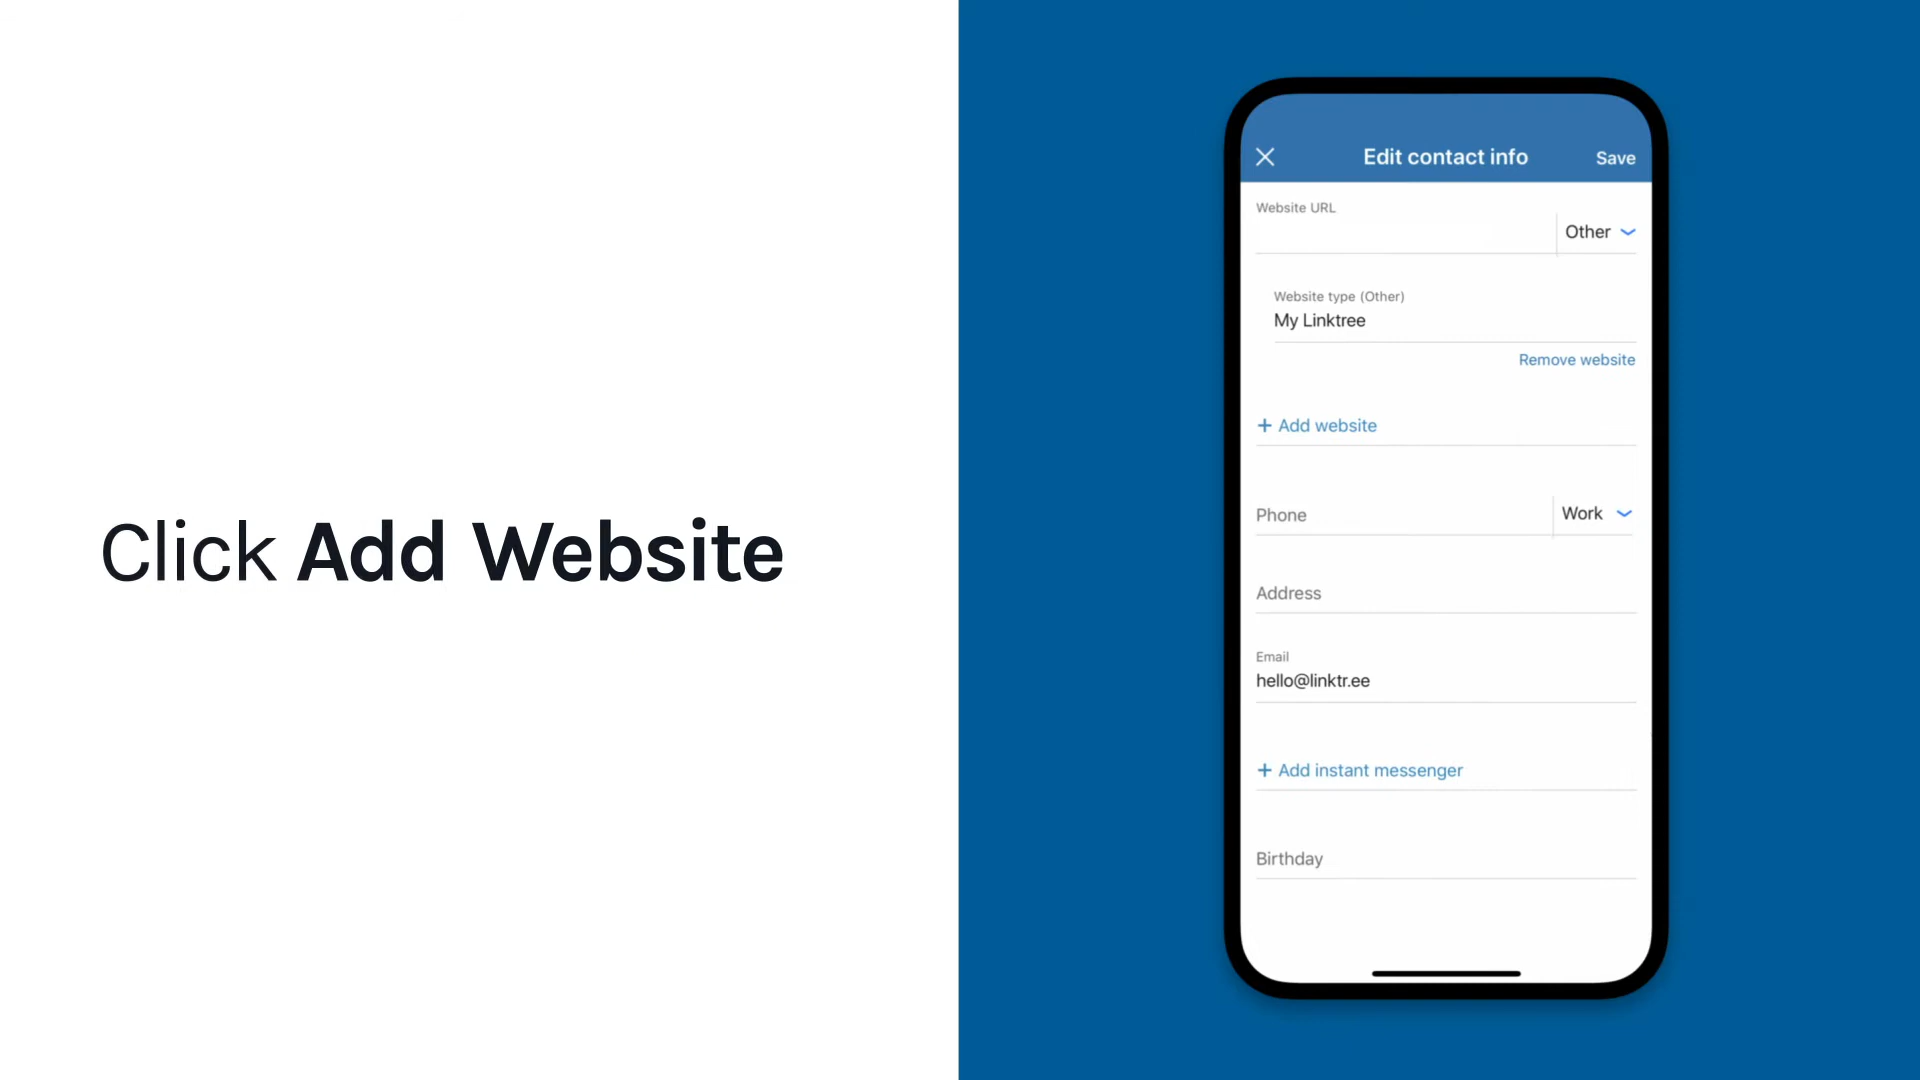 Click Add Website
Edit contact info
Save
Website URL
Other
Website type (Other)
My Linktree
Remove website
+ Add website
Phone
Work
Address
Email
hello@linktr.ee
+ Add instant messenger
Birthday